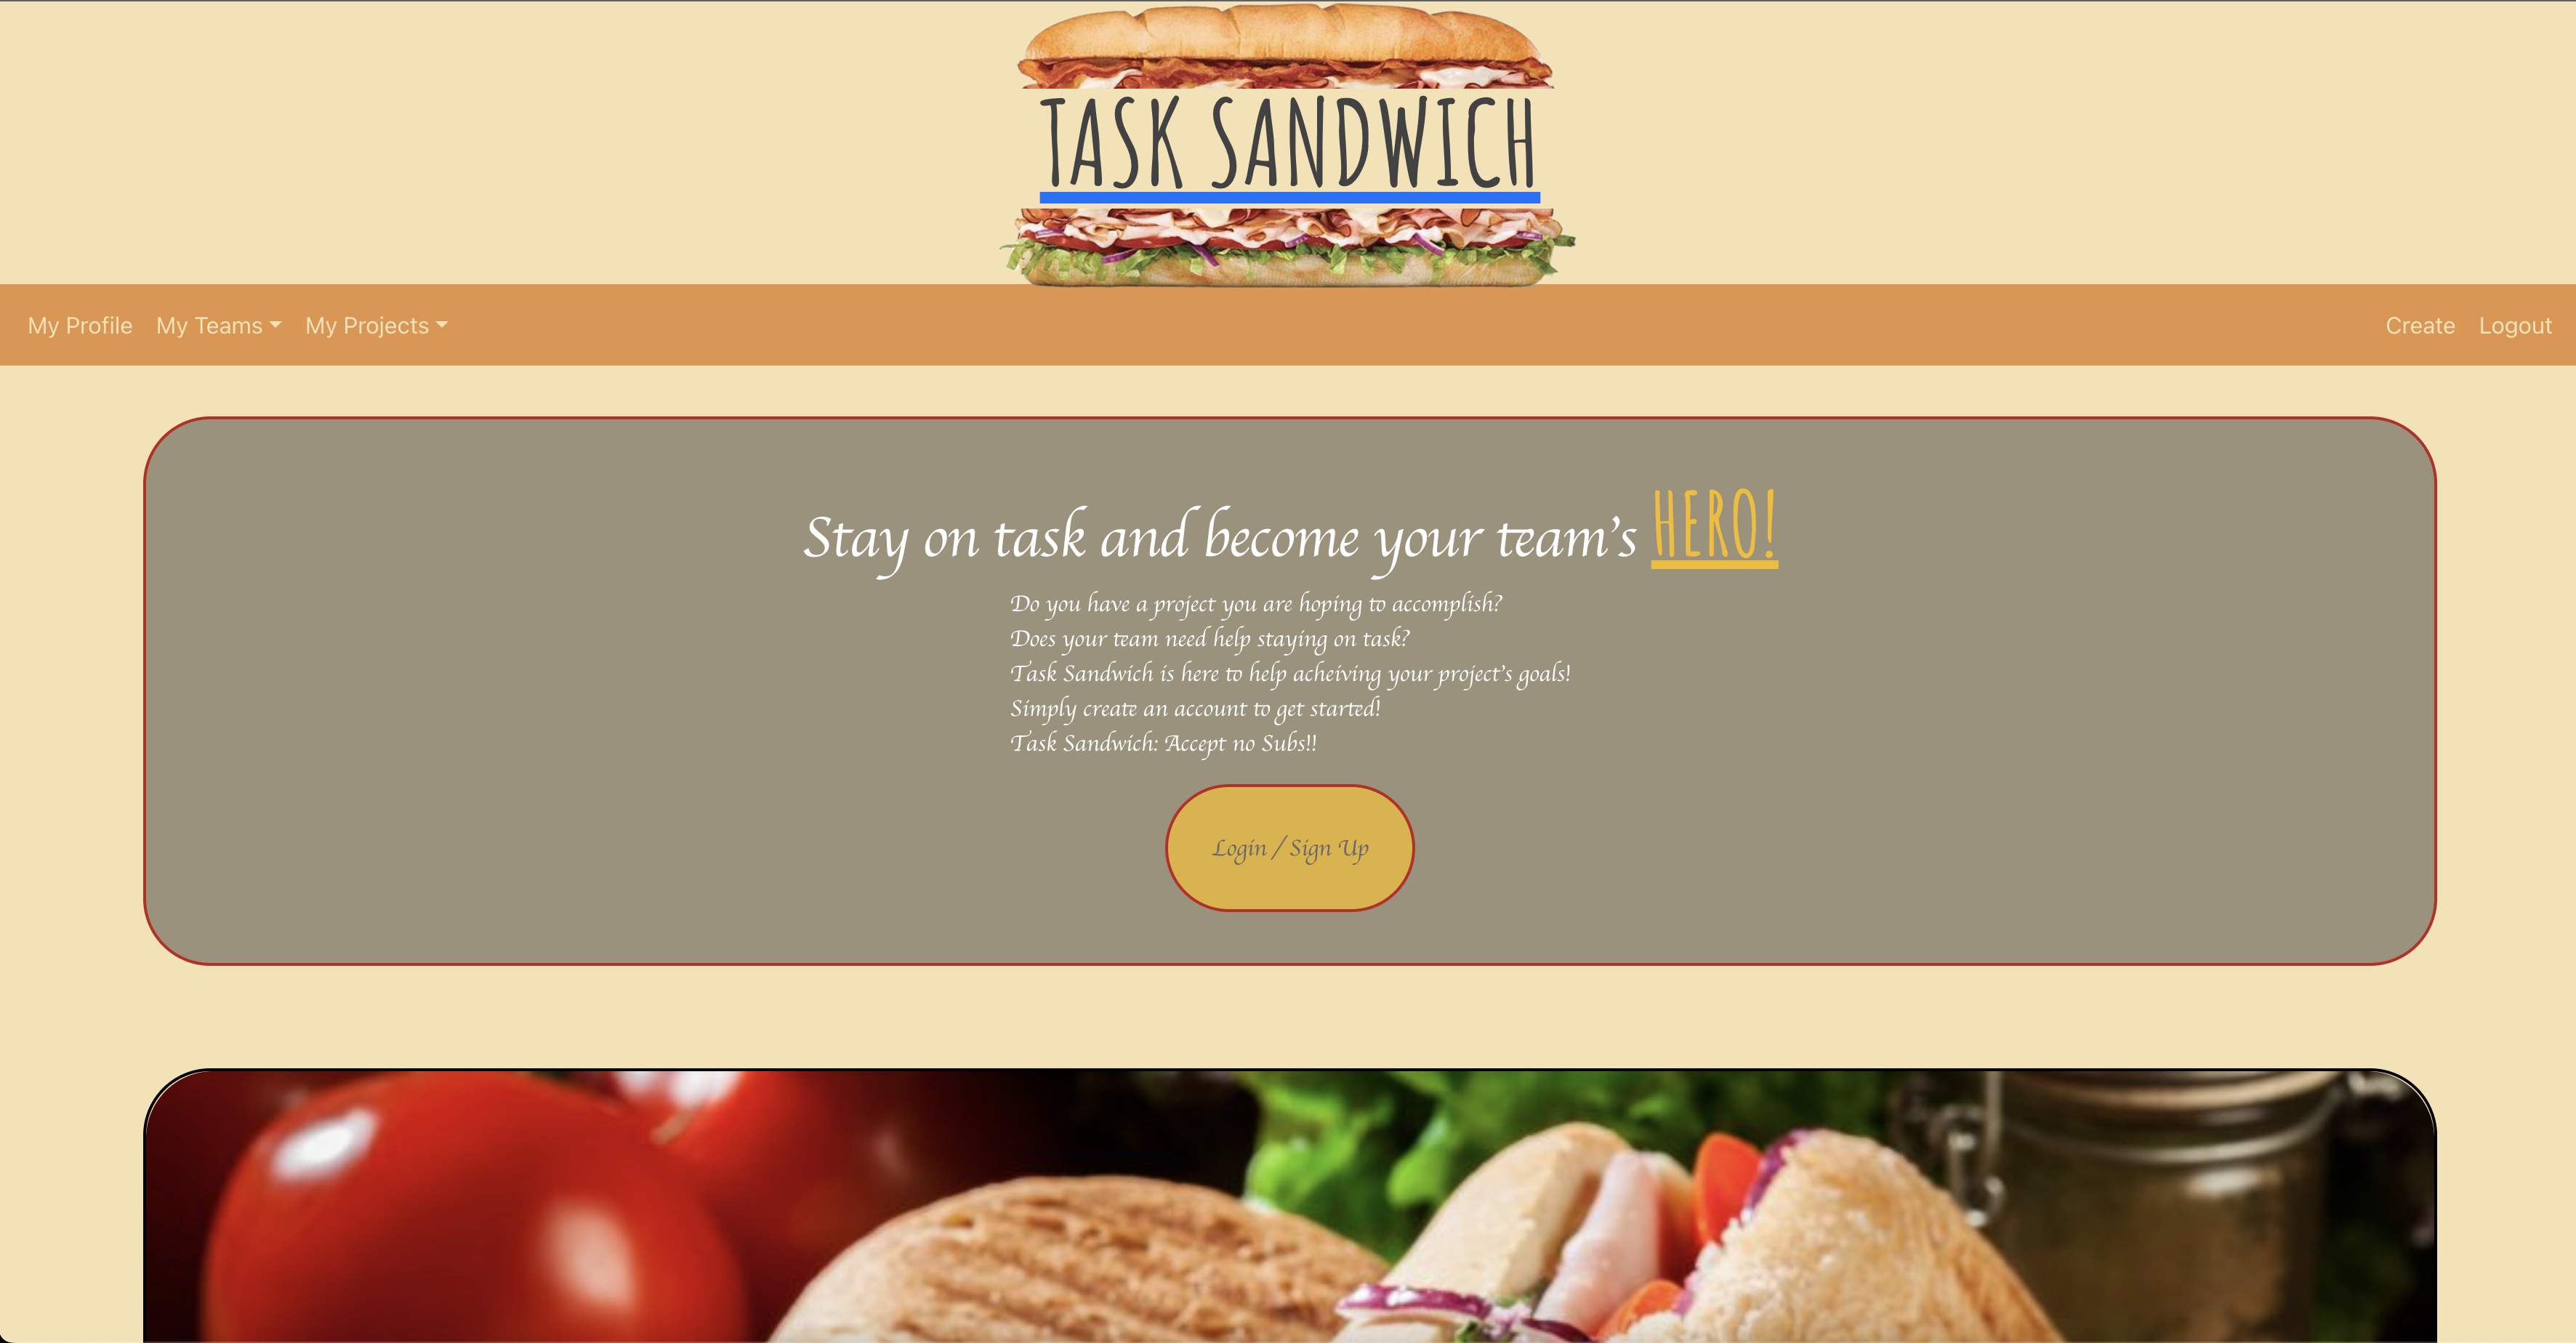 TASK SANDWICH
My Profile My Teams My Projects Create Logout
Stay on task and become your team's HERO!
Do you have a project you are hoping to accomplish?
Does your team need help staying on task?
Task Sandwich is here to help acheiving your project's goals!
Simply create an account to get started!
Task Sandwich: Accept no Subs!!
Login / Sign Up